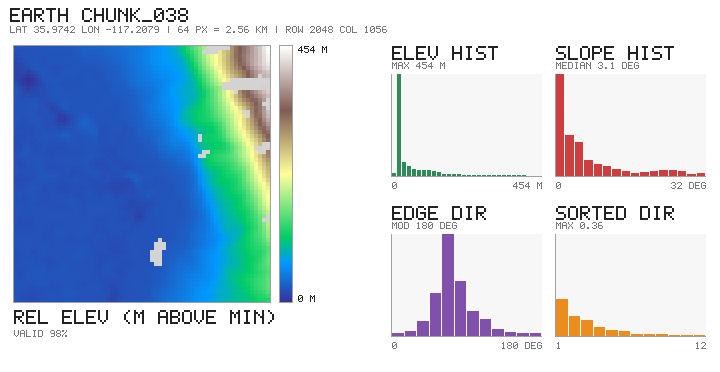 EARTH CHUNK_038
LAT 35.9742 LON -117.2079 | 64 PX = 2.56 KM | ROW 2048 COL 1056
454 M
0 M
REL ELEV (M ABOVE MIN)
VALID 98%
ELEV HIST
MAX 454 M
0 454 M
SLOPE HIST
MEDIAN 3.1 DEG
0 32 DEG
EDGE DIR
MOD 180 DEG
0 180 DEG
SORTED DIR
MAX 0.36
1 12